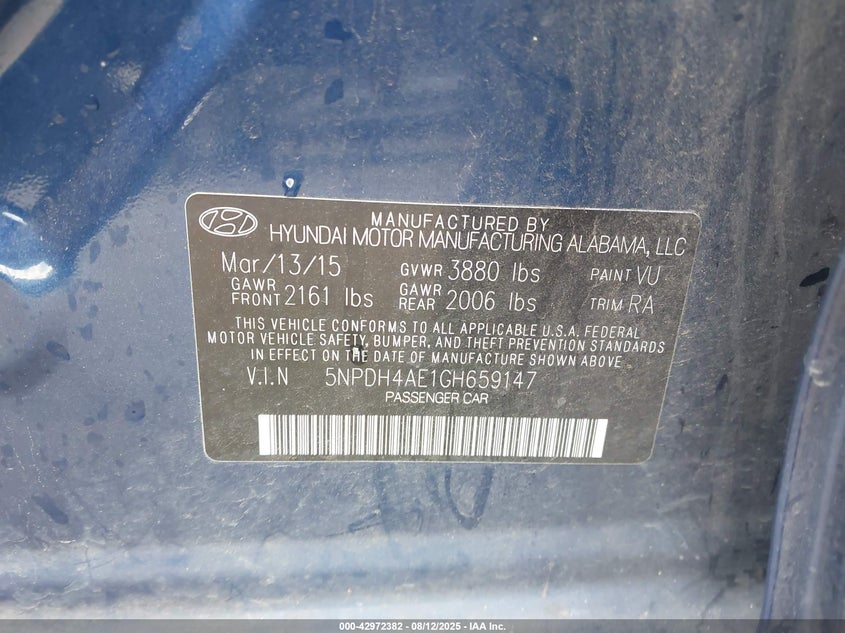 MANUFACTURED BY
HYUNDAI MOTOR MANUFACTURING ALABAMA, LLC
Mar/13/15 GVWR 3880 lbs PAINT VU
GAWR FRONT 2161 lbs GAWR REAR 2006 lbs TRIM RA
THIS VEHICLE CONFORMS TO ALL APPLICABLE U.S.A. FEDERAL
MOTOR VEHICLE SAFETY, BUMPER, AND THEFT PREVENTION STANDARDS
IN EFFECT ON THE DATE OF MANUFACTURE SHOWN ABOVE
V.I.N 5NPDH4AE1GH659147
PASSENGER CAR
000-42972382 - 08/12/2025 - IAA Inc.